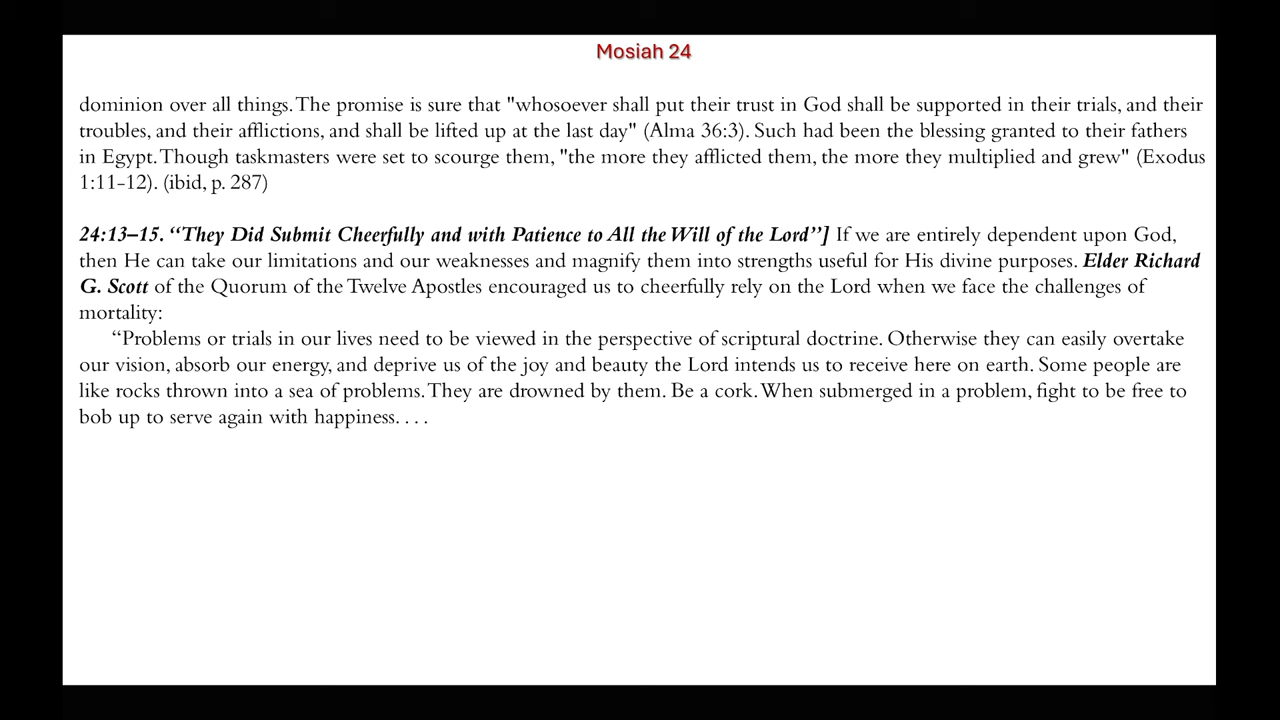 Mosiah 24
dominion over all things. The promise is sure that "whosoever shall put their trust in God shall be supported in their trials, and their
troubles, and their afflictions, and shall be lifted up at the last day" (Alma 36:3). Such had been the blessing granted to their fathers
in Egypt. Though taskmasters were set to scourge them, "the more they afflicted them, the more they multiplied and grew" (Exodus
1:11-12). (ibid, p. 287)
24:13–15. “They Did Submit Cheerfully and with Patience to All the Will of the Lord”] If we are entirely dependent upon God,
then He can take our limitations and our weaknesses and magnify them into strengths useful for His divine purposes. Elder Richard
G. Scott of the Quorum of the Twelve Apostles encouraged us to cheerfully rely on the Lord when we face the challenges of
mortality:
“Problems or trials in our lives need to be viewed in the perspective of scriptural doctrine. Otherwise they can easily overtake
our vision, absorb our energy, and deprive us of the joy and beauty the Lord intends us to receive here on earth. Some people are
like rocks thrown into a sea of problems. They are drowned by them. Be a cork. When submerged in a problem, fight to be free to
bob up to serve again with happiness. . . .